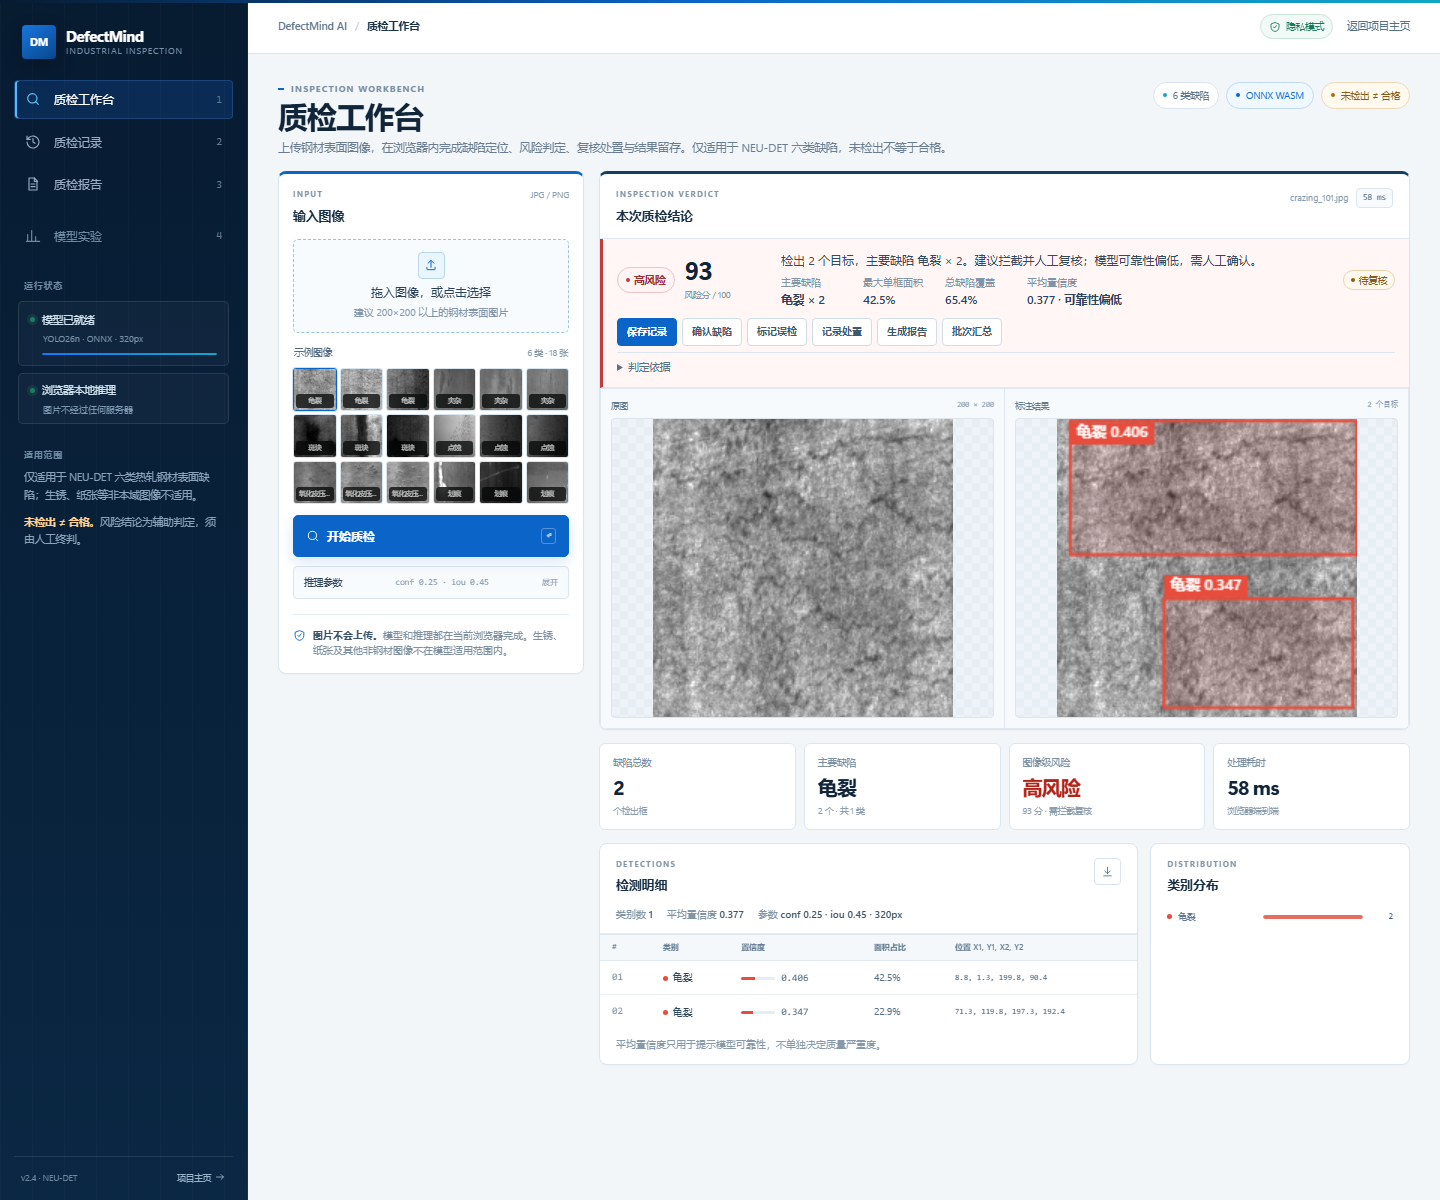 DM
DefectMind
INDUSTRIAL INSPECTION
质检工作台 1
质检记录 2
质检报告 3
模型实验 4
运行状态
模型已就绪
YOLO26n · ONNX · 320px
浏览器本地推理
图片不经过任何服务器
适用范围
仅适用于 NEU-DET 六类热轧钢材表面缺
陷；生锈、纸张等非本域图像不适用。
未检出 ≠ 合格。风险结论为辅助判定，须
由人工终判。
v2.4 · NEU-DET
项目主页 →
DefectMind AI / 质检工作台
隐私模式
返回项目主页
INSPECTION WORKBENCH
质检工作台
上传钢材表面图像，在浏览器内完成缺陷定位、风险判定、复核处置与结果留存。仅适用于 NEU-DET 六类缺陷，未检出不等于合格。
6 类缺陷
ONNX WASM
未检出 ≠ 合格
INPUT
JPG / PNG
输入图像
拖入图像，或点击选择
建议 200×200 以上的钢材表面图片
示例图像
6 类 · 18 张
龟裂 龟裂 龟裂 夹杂 夹杂 夹杂
斑块 斑块 斑块 点蚀 点蚀 点蚀
氧化皮压... 氧化皮压... 氧化皮压... 划痕 划痕 划痕
开始质检
推理参数 conf 0.25 · iou 0.45 展开
图片不会上传。模型和推理都在当前浏览器完成。生锈、
纸张及其他非钢材图像不在模型适用范围内。
INSPECTION VERDICT
本次质检结论
crazing_101.jpg 58 ms
高风险
93
风险分 / 100
检出 2 个目标，主要缺陷 龟裂 × 2。建议拦截并人工复核；模型可靠性偏低，需人工确认。
主要缺陷 最大单框面积 总缺陷覆盖 平均置信度
龟裂 × 2 42.5% 65.4% 0.377 · 可靠性偏低
待复核
保存记录 确认缺陷 标记误检 记录处置 生成报告 批次汇总
▶ 判定依据
原图 200 × 200
标注结果 2 个目标
龟裂 0.406
龟裂 0.347
缺陷总数
2
个检出框
主要缺陷
龟裂
2 个 · 共 1 类
图像级风险
高风险
93 分 · 需拦截复核
处理耗时
58 ms
浏览器端到端
DETECTIONS
检测明细
类别数 1 平均置信度 0.377 参数 conf 0.25 · iou 0.45 · 320px
# 类别 置信度 面积占比 位置 X1, Y1, X2, Y2
01 龟裂 0.406 42.5% 8.8, 1.3, 199.8, 90.4
02 龟裂 0.347 22.9% 71.3, 119.8, 197.3, 192.4
平均置信度只用于提示模型可靠性，不单独决定质量严重度。
DISTRIBUTION
类别分布
龟裂 2